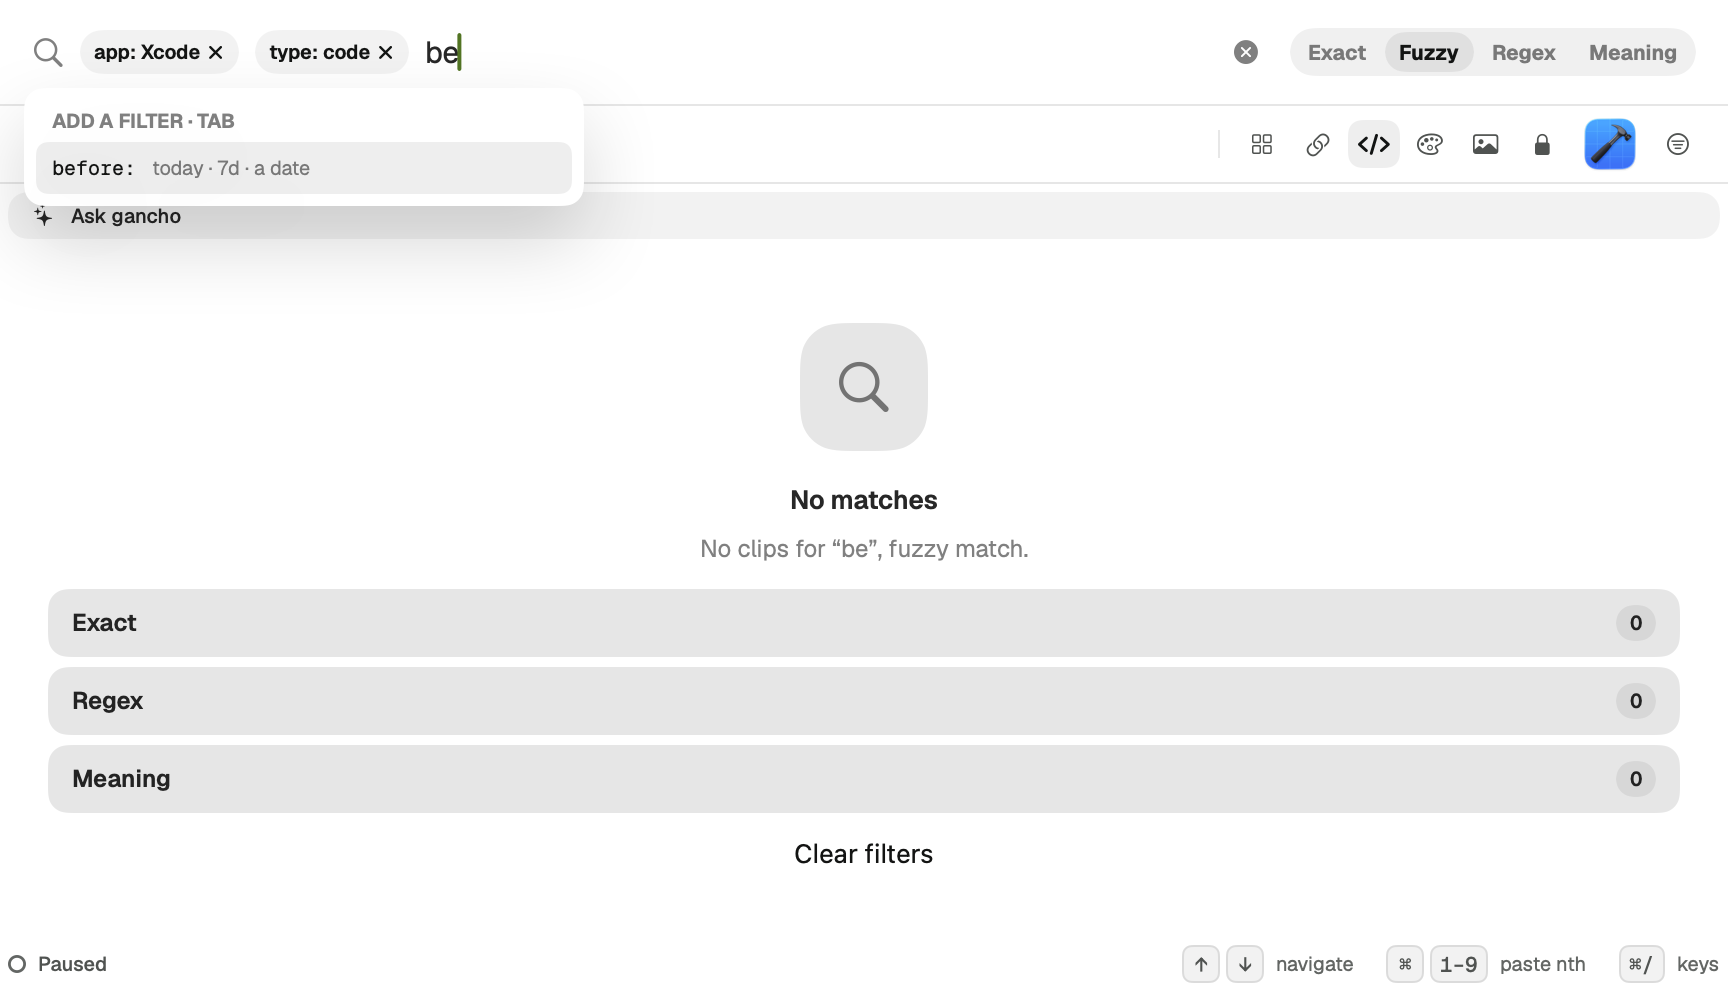 app: Xcode ✕ type: code ✕ be Exact Fuzzy Regex Meaning
ADD A FILTER · TAB
before: today · 7d · a date
Ask gancho
No matches
No clips for “be”, fuzzy match.
Exact 0
Regex 0
Meaning 0
Clear filters
Paused ↑ ↓ navigate ⌘ 1–9 paste nth ⌘/ keys